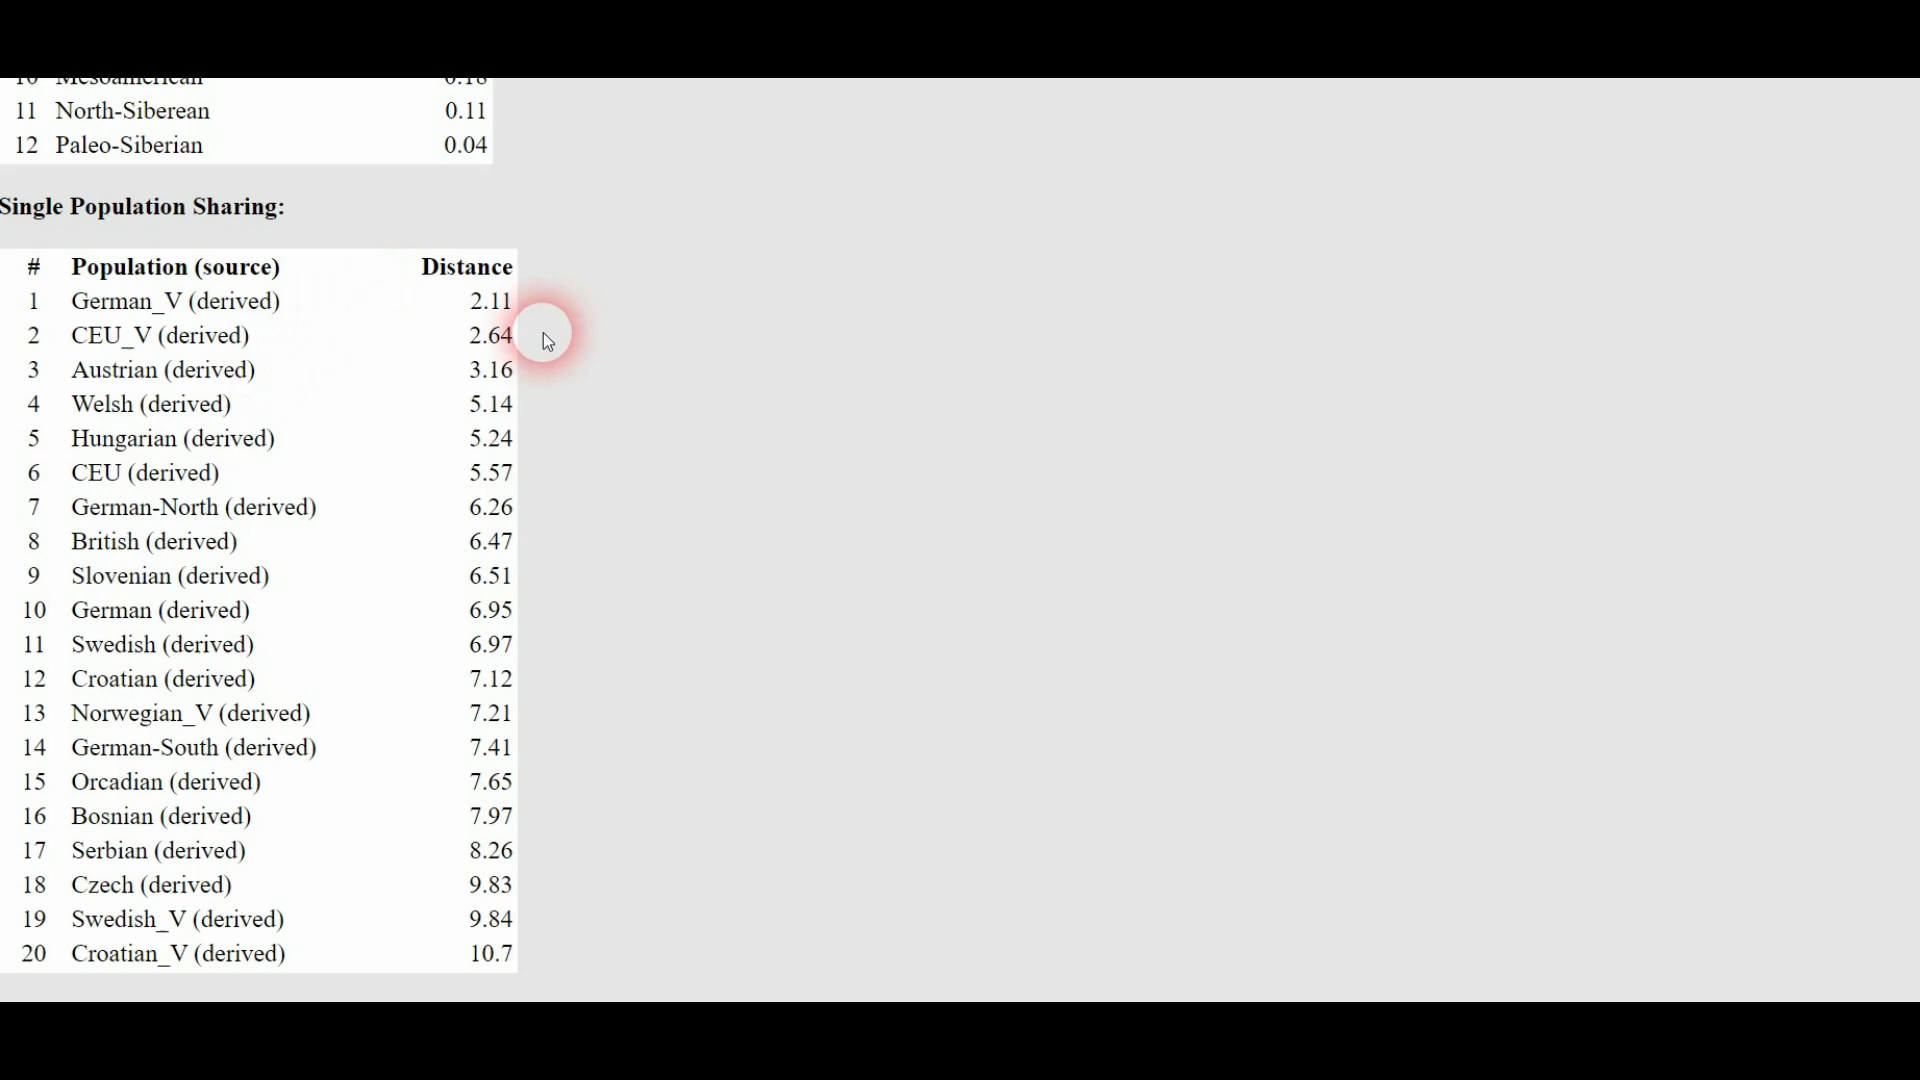 10 Mesoamerican 0.18
11 North-Siberean 0.11
12 Paleo-Siberian 0.04
Single Population Sharing:
# Population (source) Distance
1 German_V (derived) 2.11
2 CEU_V (derived) 2.64
3 Austrian (derived) 3.16
4 Welsh (derived) 5.14
5 Hungarian (derived) 5.24
6 CEU (derived) 5.57
7 German-North (derived) 6.26
8 British (derived) 6.47
9 Slovenian (derived) 6.51
10 German (derived) 6.95
11 Swedish (derived) 6.97
12 Croatian (derived) 7.12
13 Norwegian_V (derived) 7.21
14 German-South (derived) 7.41
15 Orcadian (derived) 7.65
16 Bosnian (derived) 7.97
17 Serbian (derived) 8.26
18 Czech (derived) 9.83
19 Swedish_V (derived) 9.84
20 Croatian_V (derived) 10.7